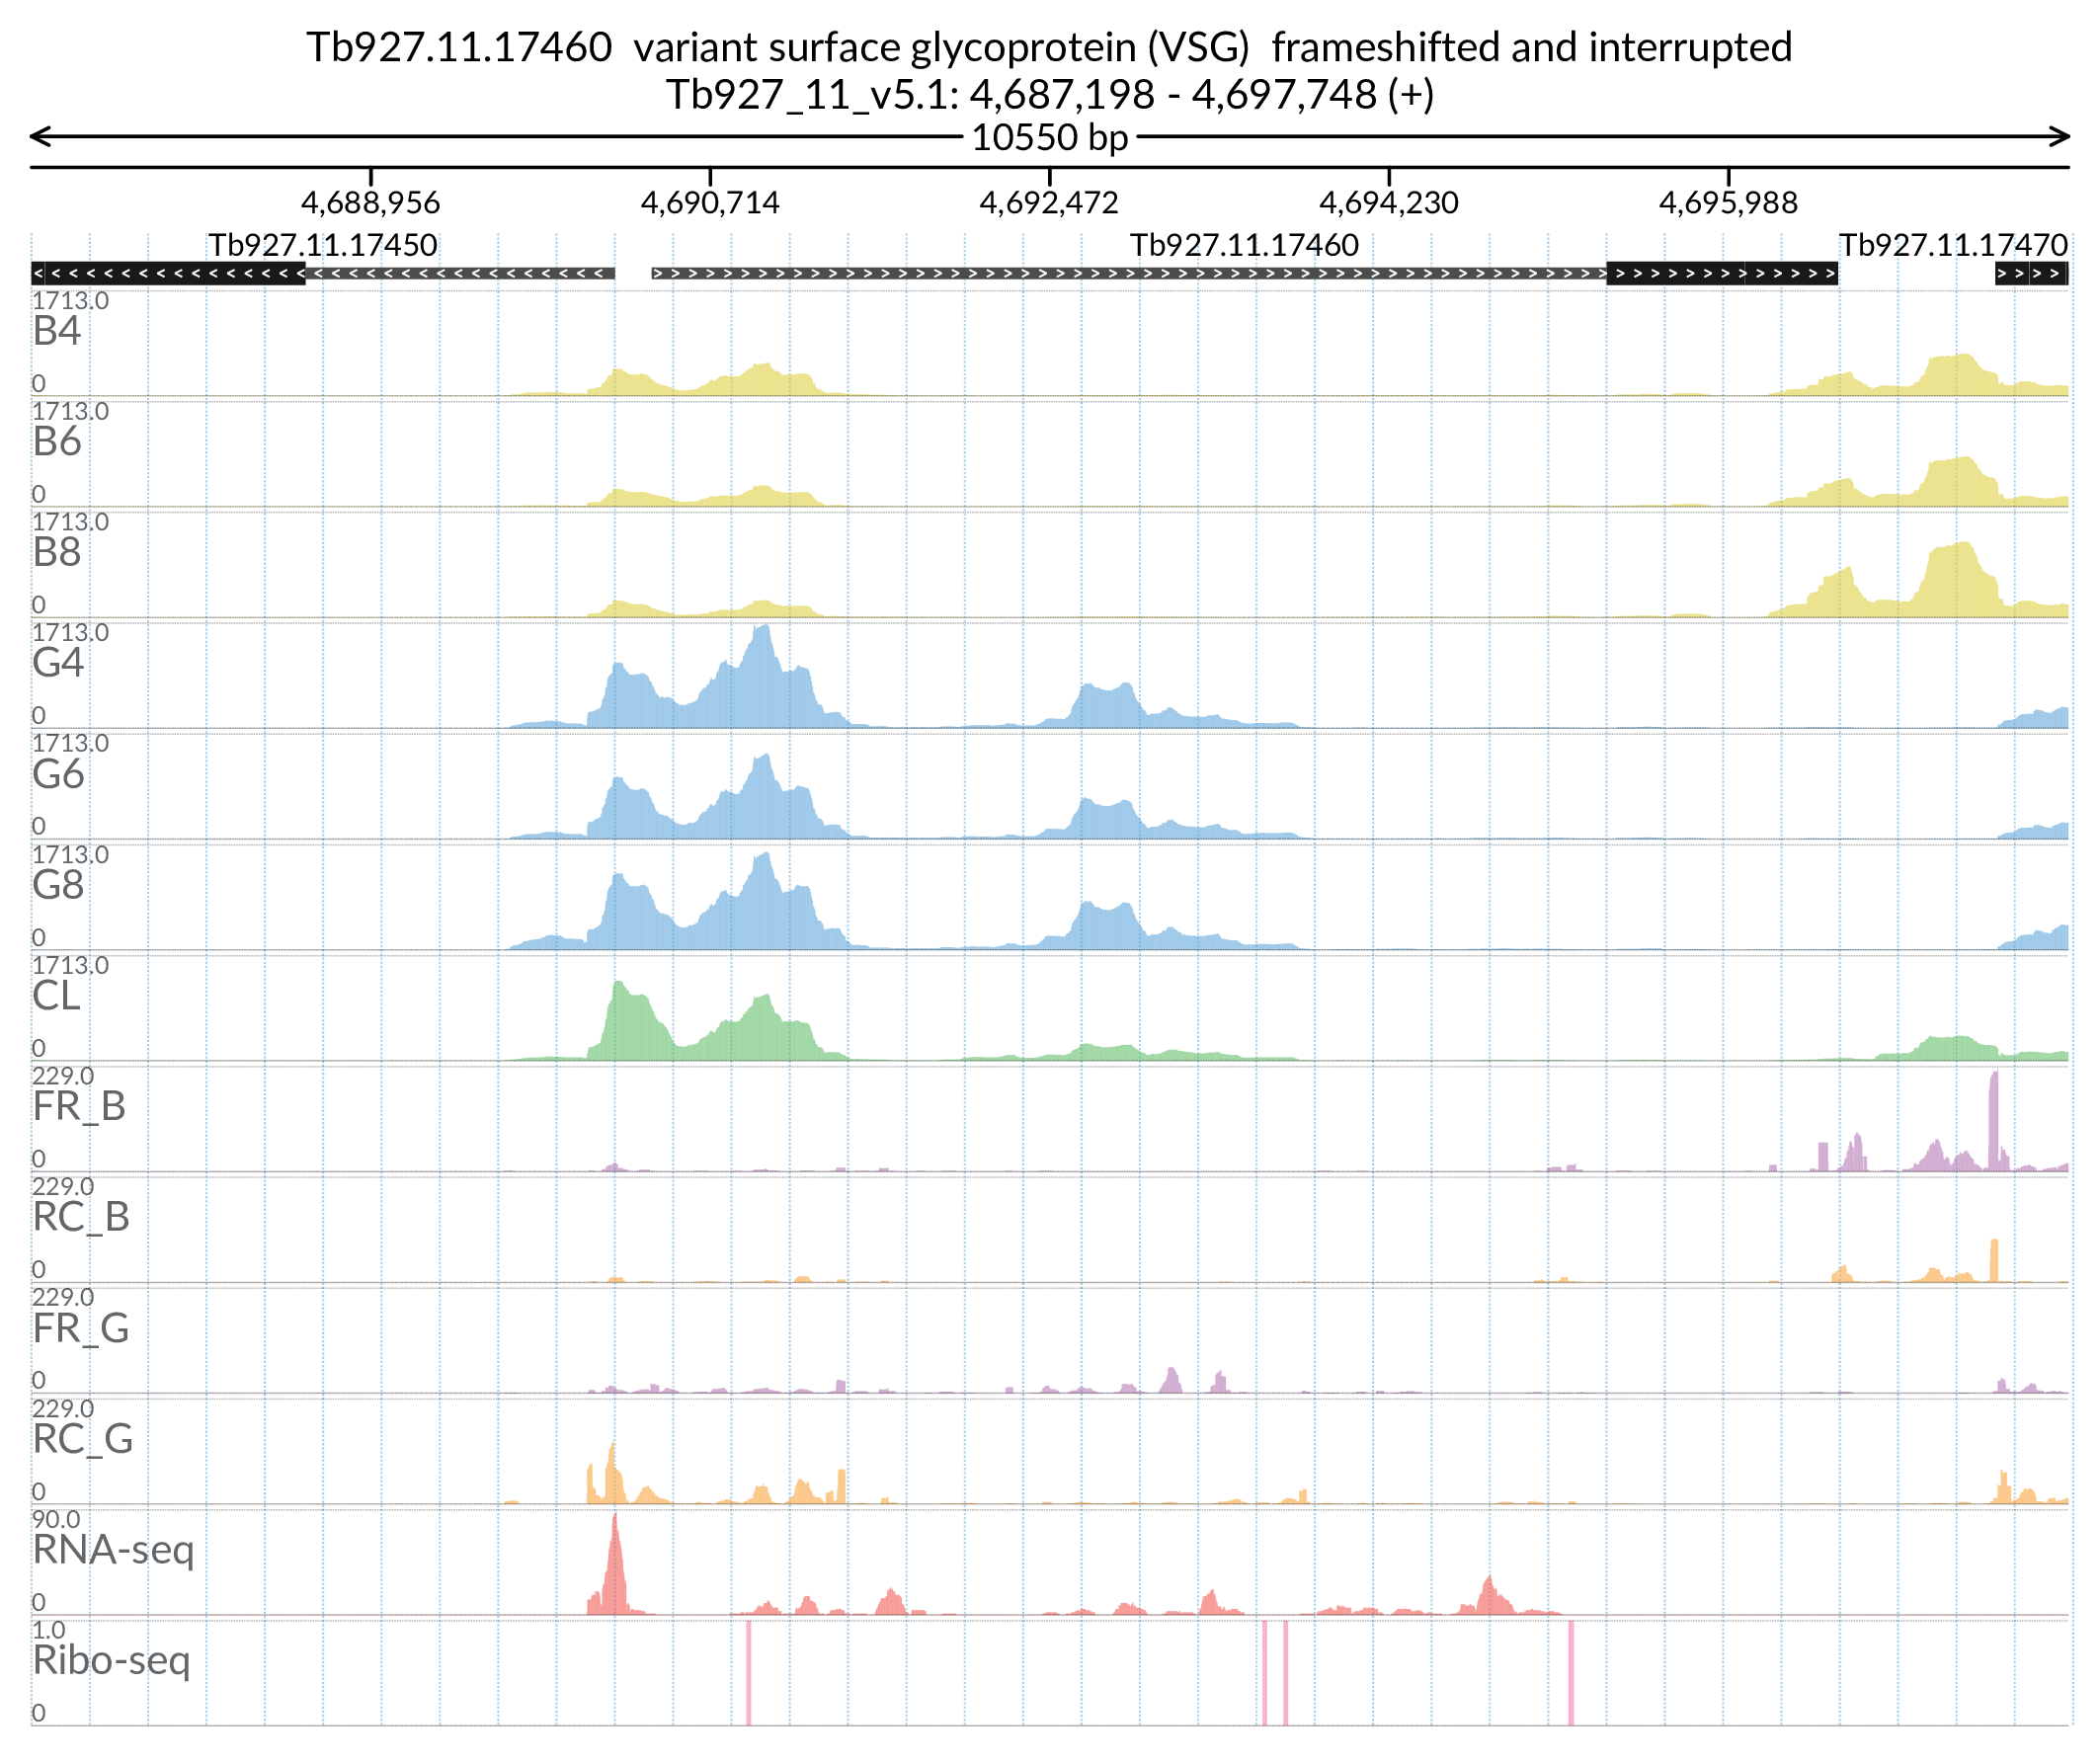 Tb927.11.17460 variant surface glycoprotein (VSG) frameshifted and interrupted
Tb927_11_v5.1: 4,687,198 - 4,697,748 (+)
10550 bp
4,688,956 4,690,714 4,692,472 4,694,230 4,695,988
Tb927.11.17450 Tb927.11.17460 Tb927.11.17470
1713.0
B4
0
1713.0
B6
0
1713.0
B8
0
1713.0
G4
0
1713.0
G6
0
1713.0
G8
0
1713.0
CL
0
229.0
FR_B
0
229.0
RC_B
0
229.0
FR_G
0
229.0
RC_G
0
90.0
RNA-seq
0
1.0
Ribo-seq
0